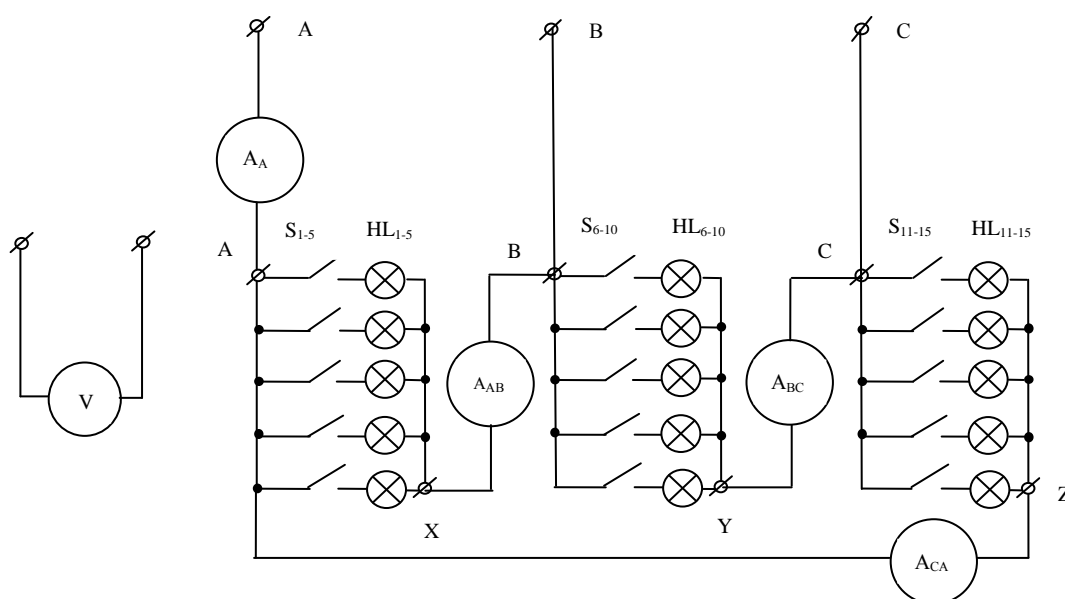 A
B
C
A_A
S_1-5
HL_1-5
S_6-10
HL_6-10
S_11-15
HL_11-15
A
B
C
A_AB
A_BC
V
X
Y
Z
A_CA